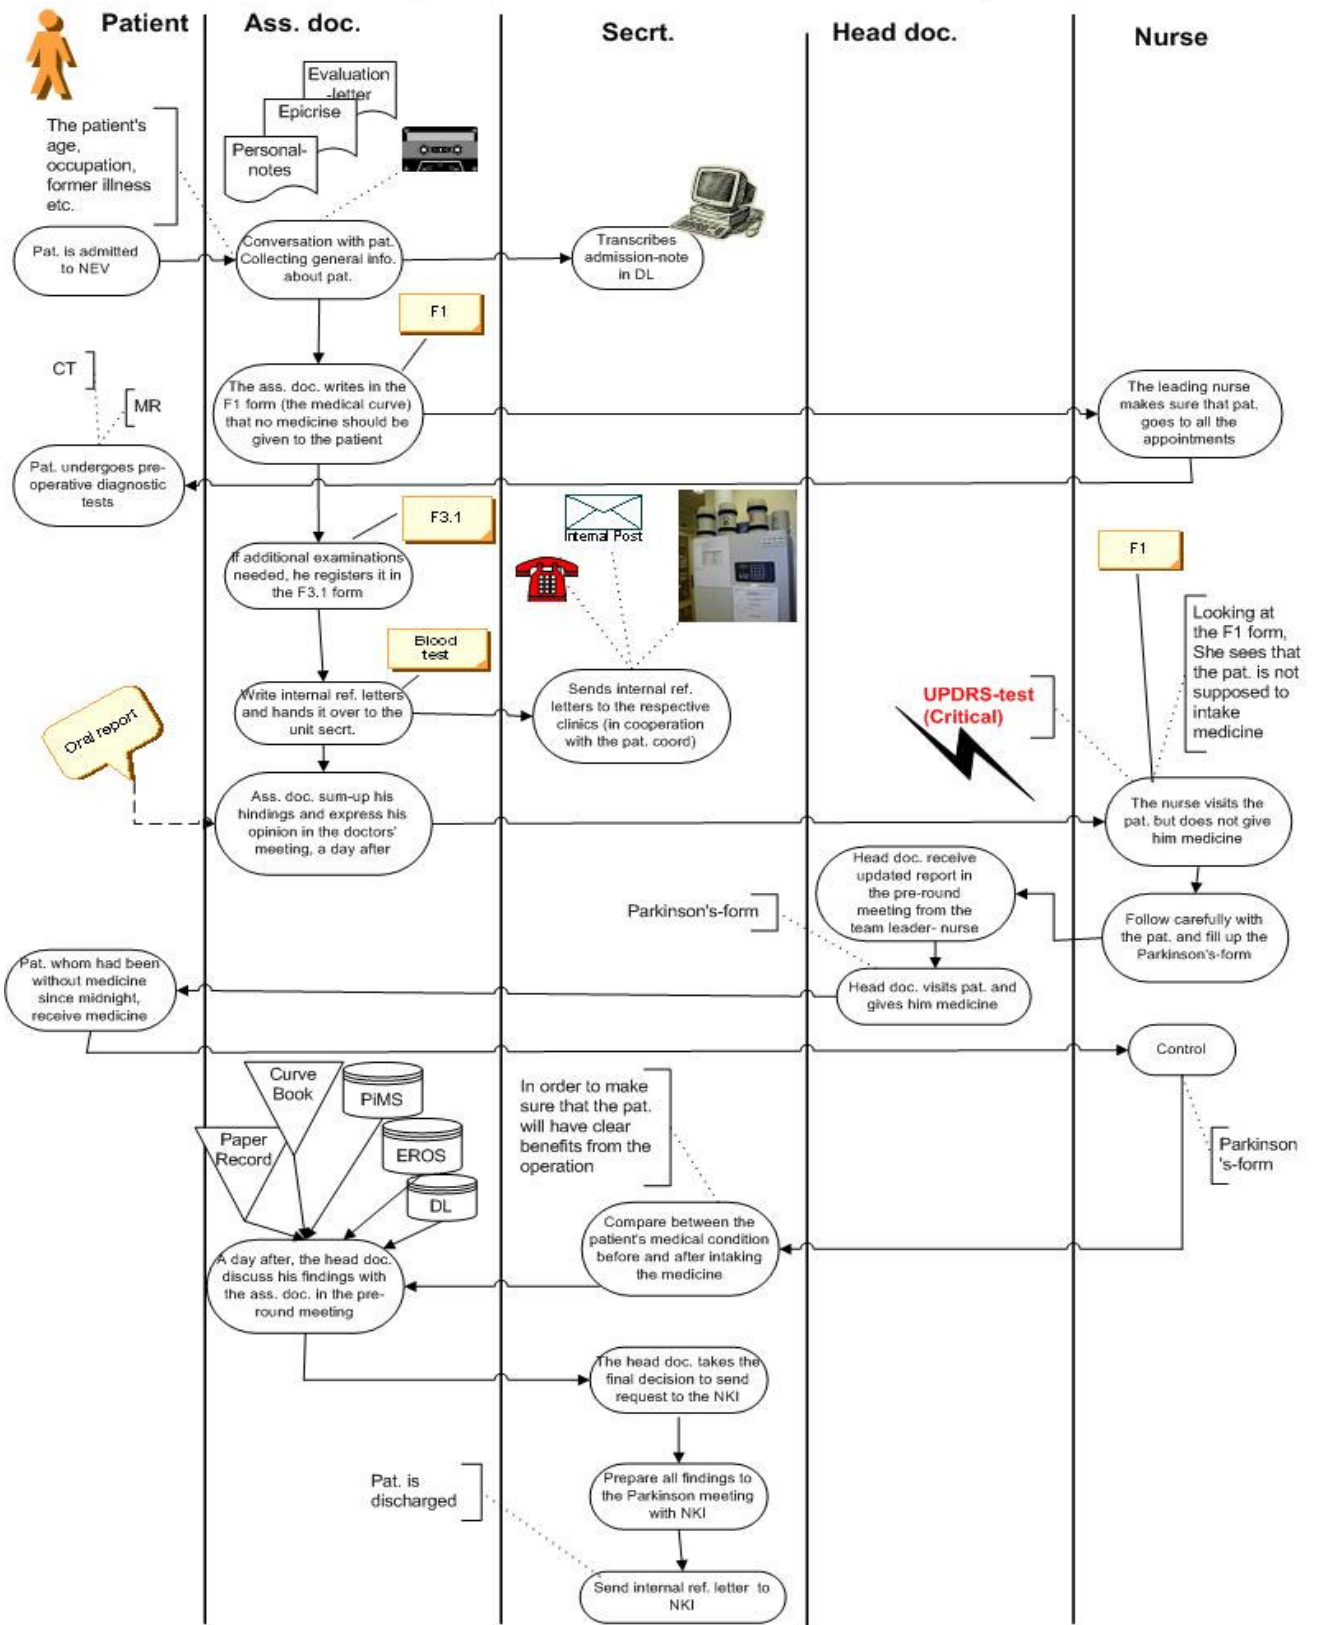 Patient
Ass. doc.
Secrt.
Head doc.
Nurse
Evaluation
-letter
Epicrise
Personal-
notes
The patient's
age,
occupation,
former illness
etc.
Pat. is admitted
to NEV
Conversation with pat.
Collecting general info.
about pat.
Transcribes
admission-note
in DL
F1
CT
MR
The ass. doc. writes in the
F1 form (the medical curve)
that no medicine should be
given to the patient
The leading nurse
makes sure that pat.
goes to all the
appointments
Pat. undergoes pre-
operative diagnostic
tests
F3.1
Internal Post
If additional examinations
needed, he registers it in
the F3.1 form
F1
Looking at
the F1 form,
She sees that
the pat. is not
supposed to
intake
medicine
Blood
test
Write internal ref. letters
and hands it over to the
unit secrt.
Sends internal ref.
letters to the respective
clinics (in cooperation
with the pat. coord)
UPDRS-test
(Critical)
Oral report
Ass. doc. sum-up his
hindings and express his
opinion in the doctors'
meeting, a day after
The nurse visits the
pat. but does not give
him medicine
Head doc. receive
updated report in
the pre-round
meeting from the
team leader- nurse
Parkinson's-form
Follow carefully with
the pat. and fill up the
Parkinson's-form
Pat. whom had been
without medicine
since midnight,
receive medicine
Head doc. visits pat. and
gives him medicine
Control
Curve
Book
PiMS
Paper
Record
EROS
DL
In order to make
sure that the pat.
will have clear
benefits from the
operation
Parkinson
's-form
Compare between the
patient's medical condition
before and after intaking
the medicine
A day after, the head doc.
discuss his findings with
the ass. doc. in the pre-
round meeting
The head doc. takes the
final decision to send
request to the NKI
Pat. is
discharged
Prepare all findings to
the Parkinson meeting
with NKI
Send internal ref. letter to
NKI